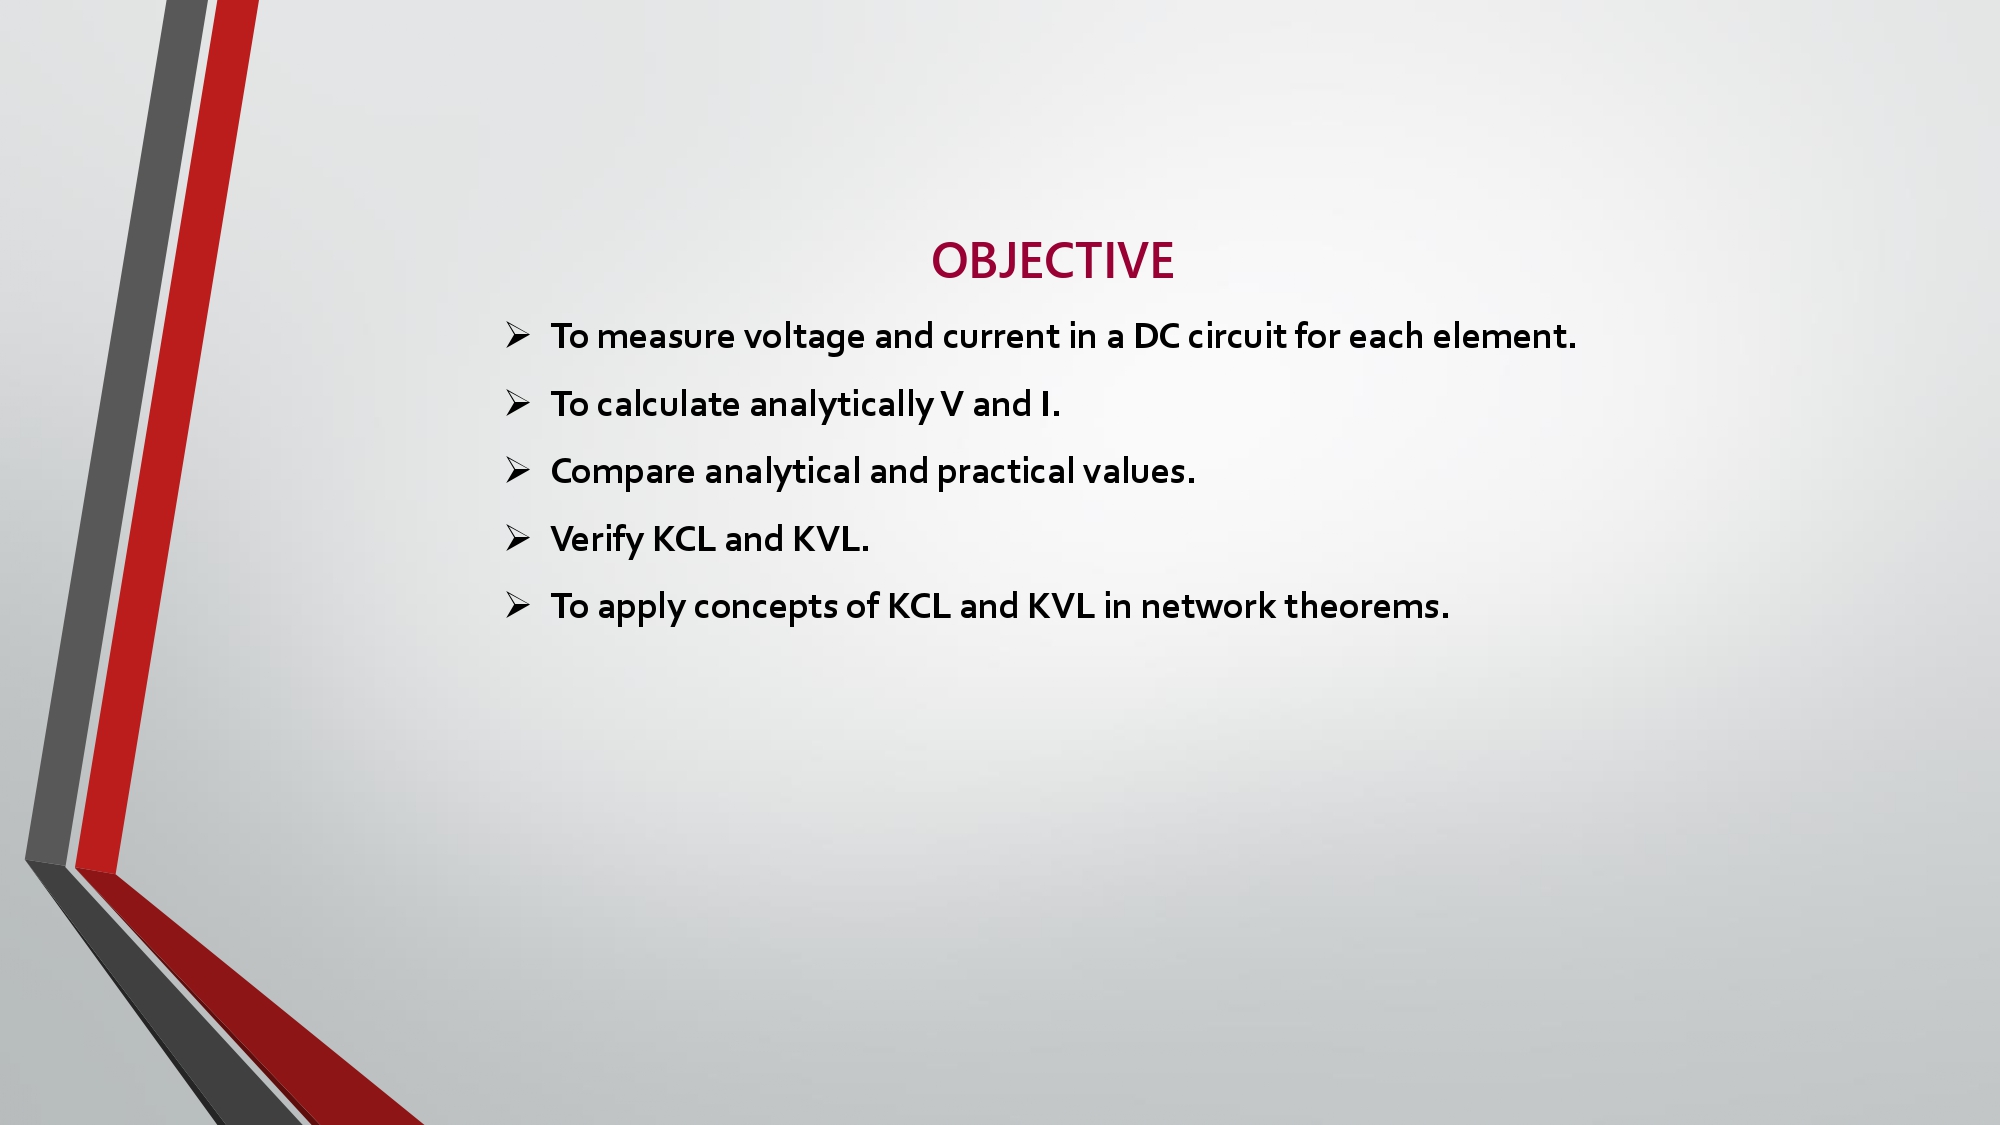 OBJECTIVE
➢ To measure voltage and current in a DC circuit for each element.
➢ To calculate analytically V and I.
➢ Compare analytical and practical values.
➢ Verify KCL and KVL.
➢ To apply concepts of KCL and KVL in network theorems.